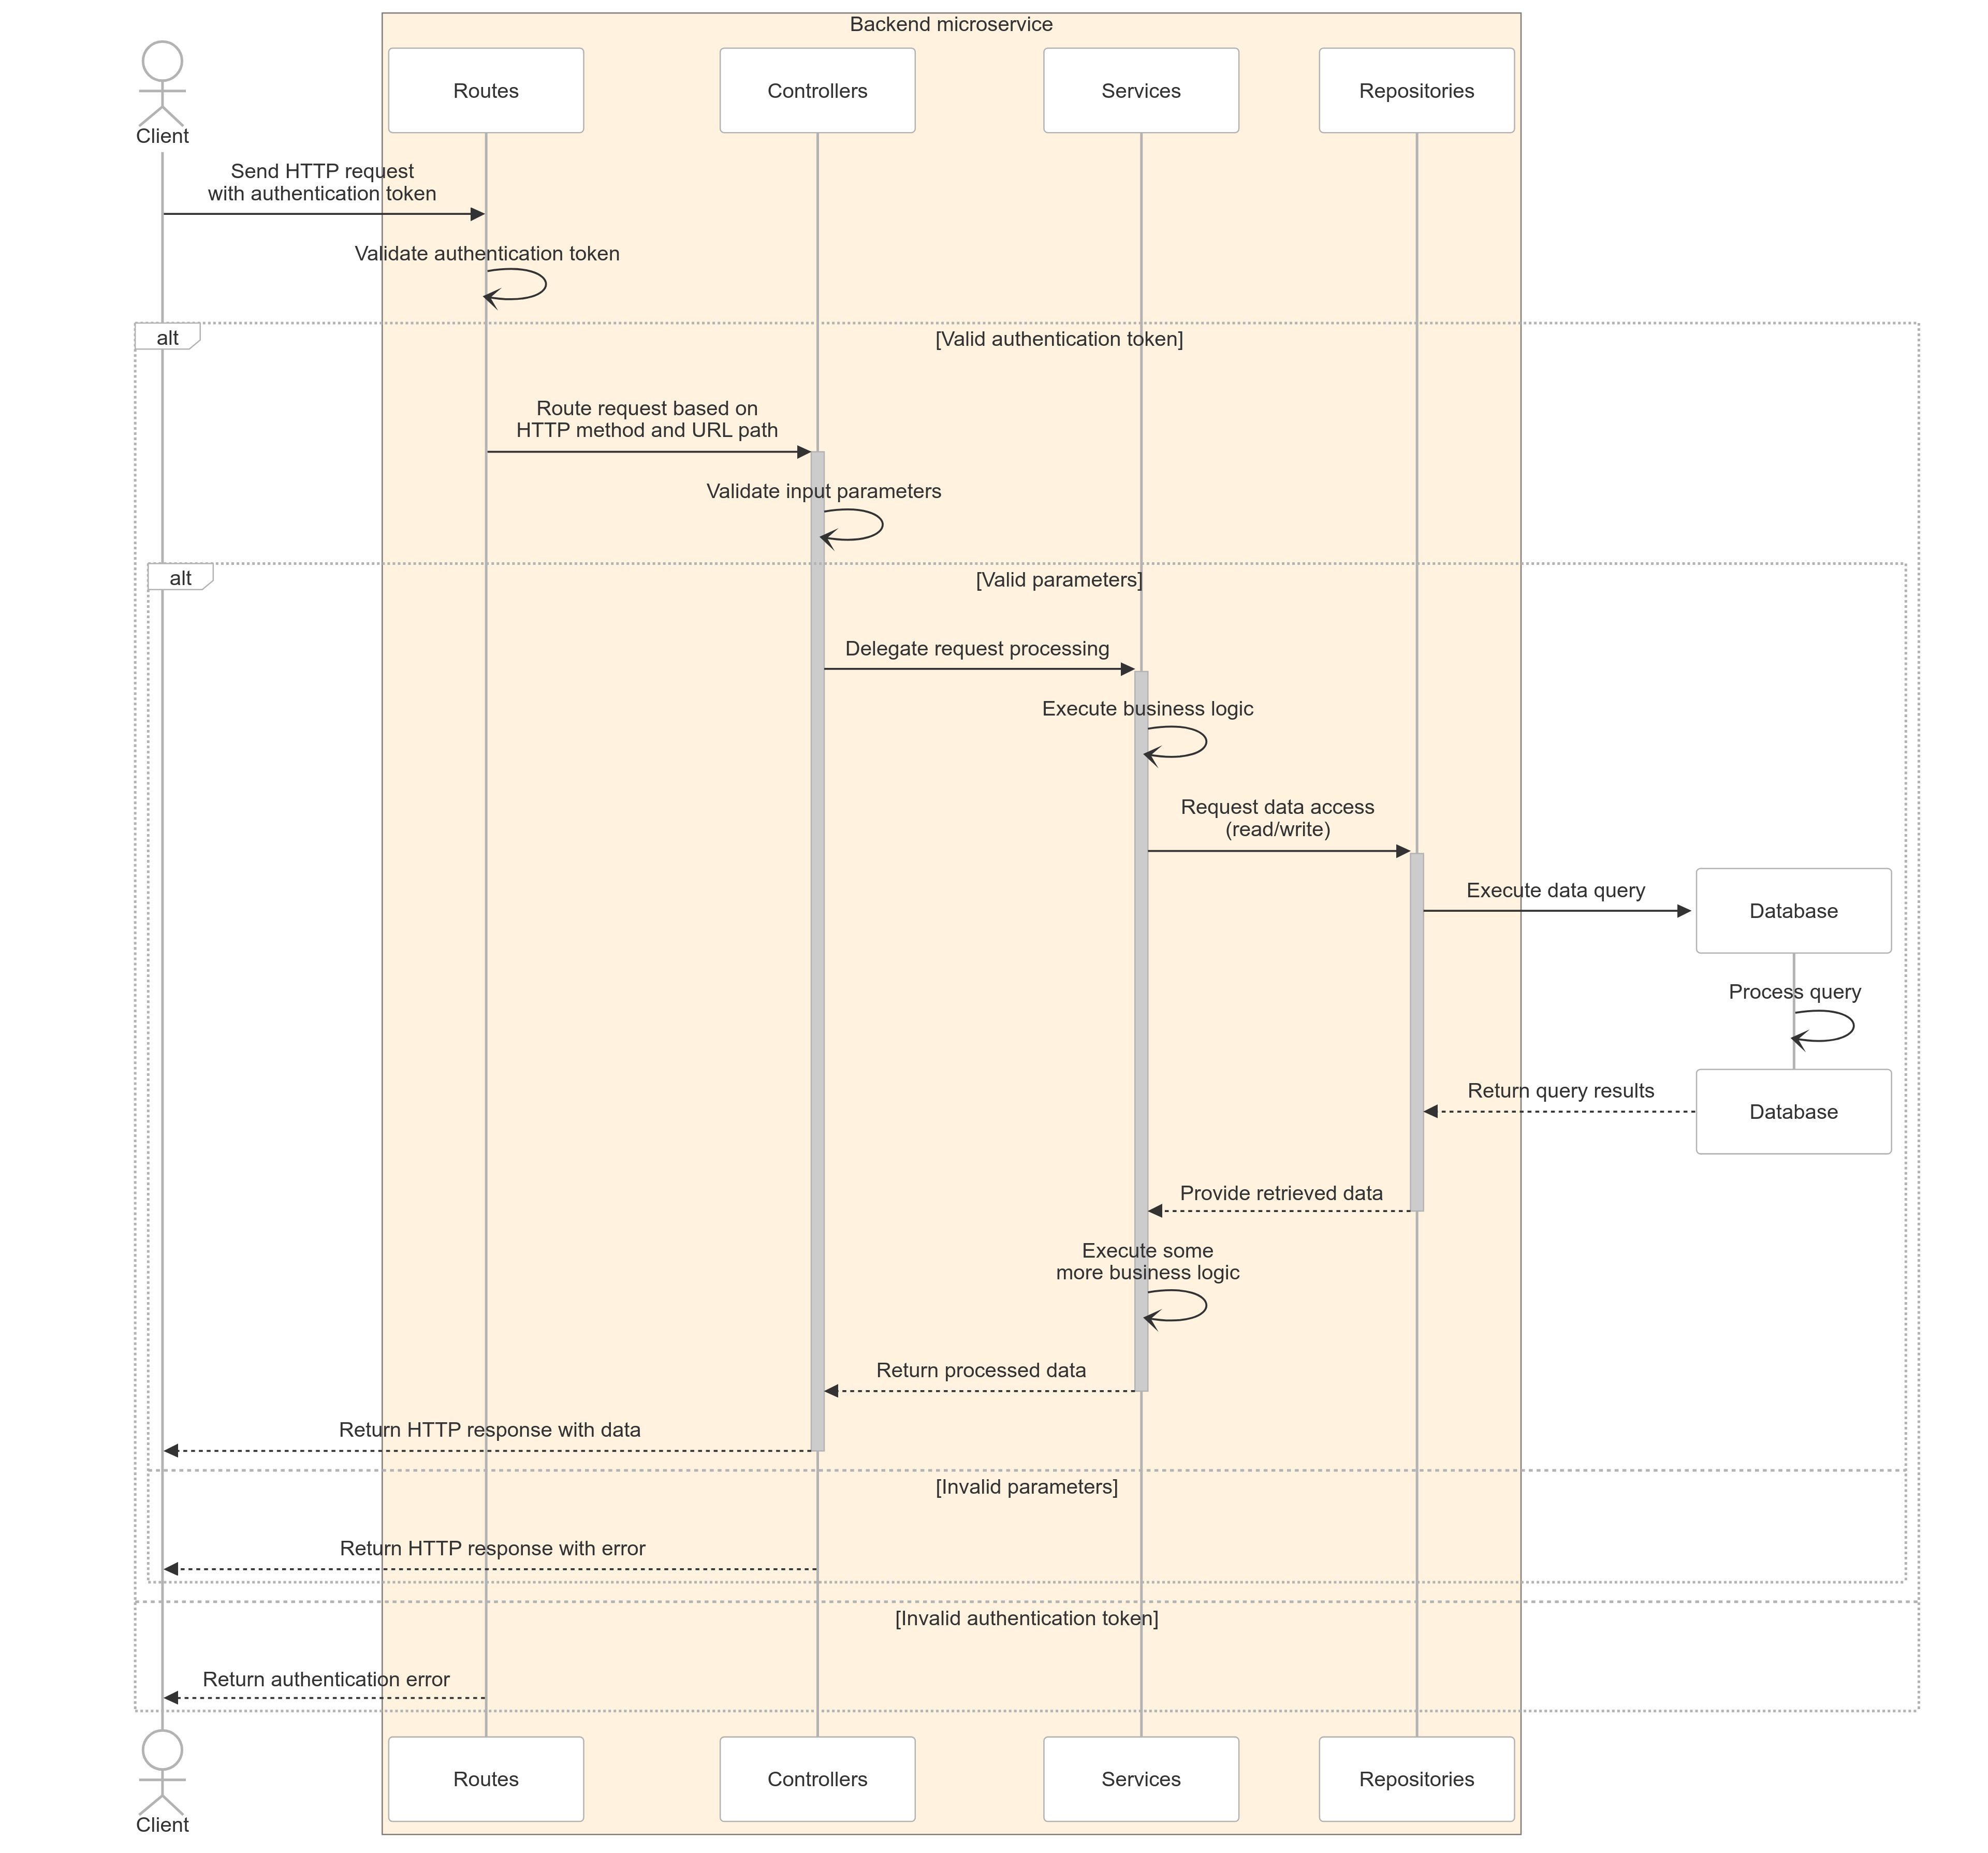 Backend microservice
Client
Routes
Controllers
Services
Repositories
Send HTTP request
with authentication token
Validate authentication token
alt
[Valid authentication token]
Route request based on
HTTP method and URL path
Validate input parameters
alt
[Valid parameters]
Delegate request processing
Execute business logic
Request data access
(read/write)
Execute data query
Database
Process query
Return query results
Database
Provide retrieved data
Execute some
more business logic
Return processed data
Return HTTP response with data
[Invalid parameters]
Return HTTP response with error
[Invalid authentication token]
Return authentication error
Client
Routes
Controllers
Services
Repositories